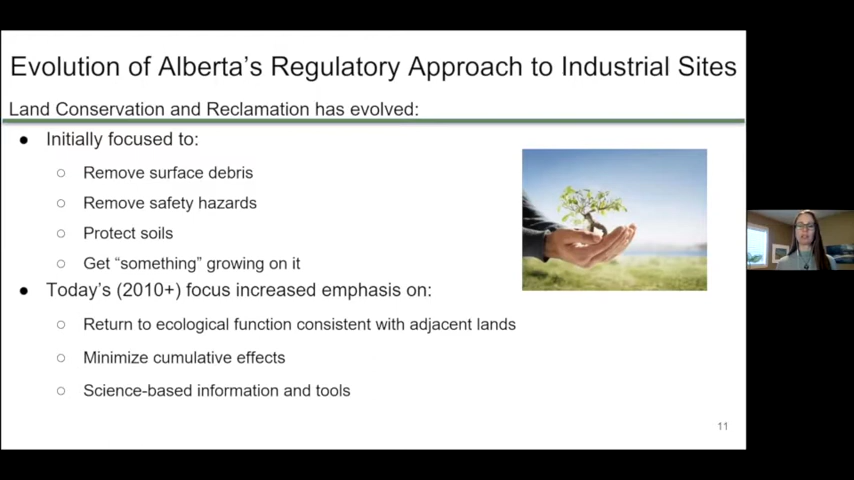 Evolution of Alberta's Regulatory Approach to Industrial Sites
Land Conservation and Reclamation has evolved:
● Initially focused to:
○ Remove surface debris
○ Remove safety hazards
○ Protect soils
○ Get “something” growing on it
● Today's (2010+) focus increased emphasis on:
○ Return to ecological function consistent with adjacent lands
○ Minimize cumulative effects
○ Science-based information and tools
11